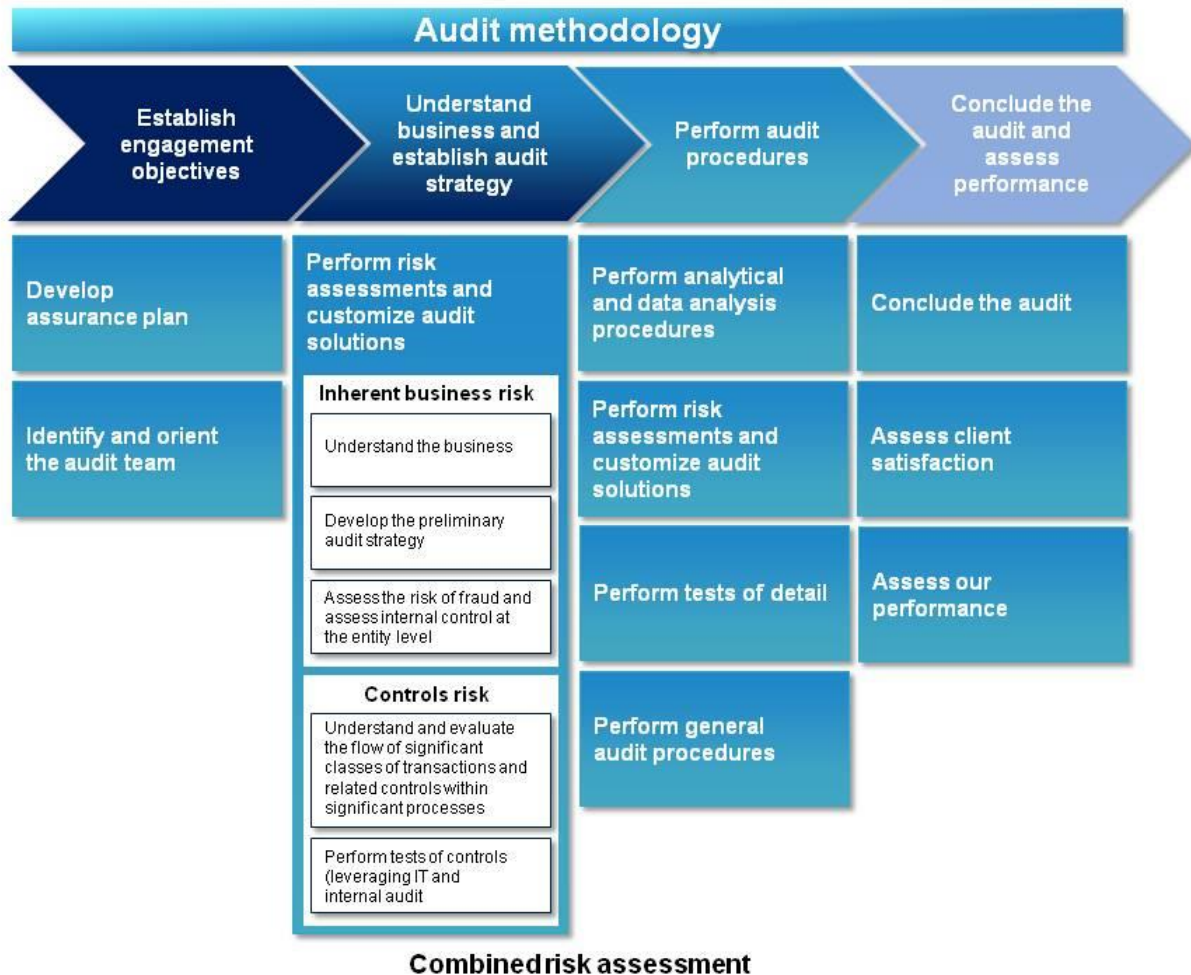 Audit methodology
Establish
engagement
objectives
Understand
business and
establish audit
strategy
Perform audit
procedures
Conclude the
audit and
assess
performance
Develop
assurance plan
Identify and orient
the audit team
Perform risk
assessments and
customize audit
solutions
Inherent business risk
Understand the business
Develop the preliminary
audit strategy
Assess the risk of fraud and
assess internal control at
the entity level
Controls risk
Understand and evaluate
the flow of significant
classes of transactions and
related controls within
significant processes
Perform tests of controls
(leveraging IT and
internal audit
Perform analytical
and data analysis
procedures
Perform risk
assessments and
customize audit
solutions
Perform tests of detail
Perform general
audit procedures
Conclude the audit
Assess client
satisfaction
Assess our
performance
Combined risk assessment